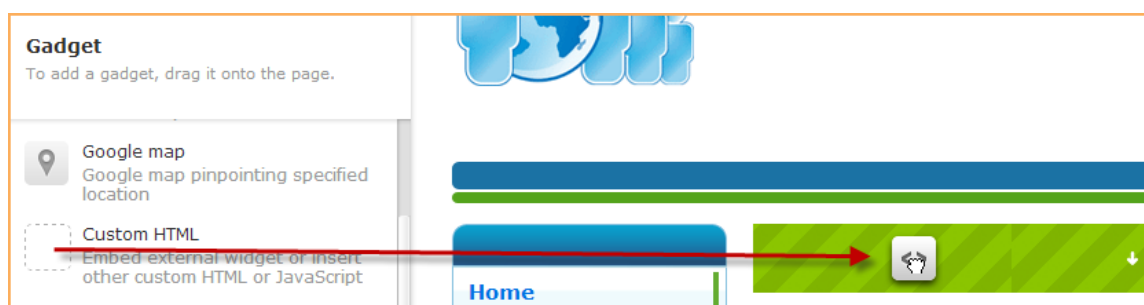 Gadget
To add a gadget, drag it onto the page.
Google map
Google map pinpointing specified
location
Custom HTML
Embed external widget or insert
other custom HTML or JavaScript
Home